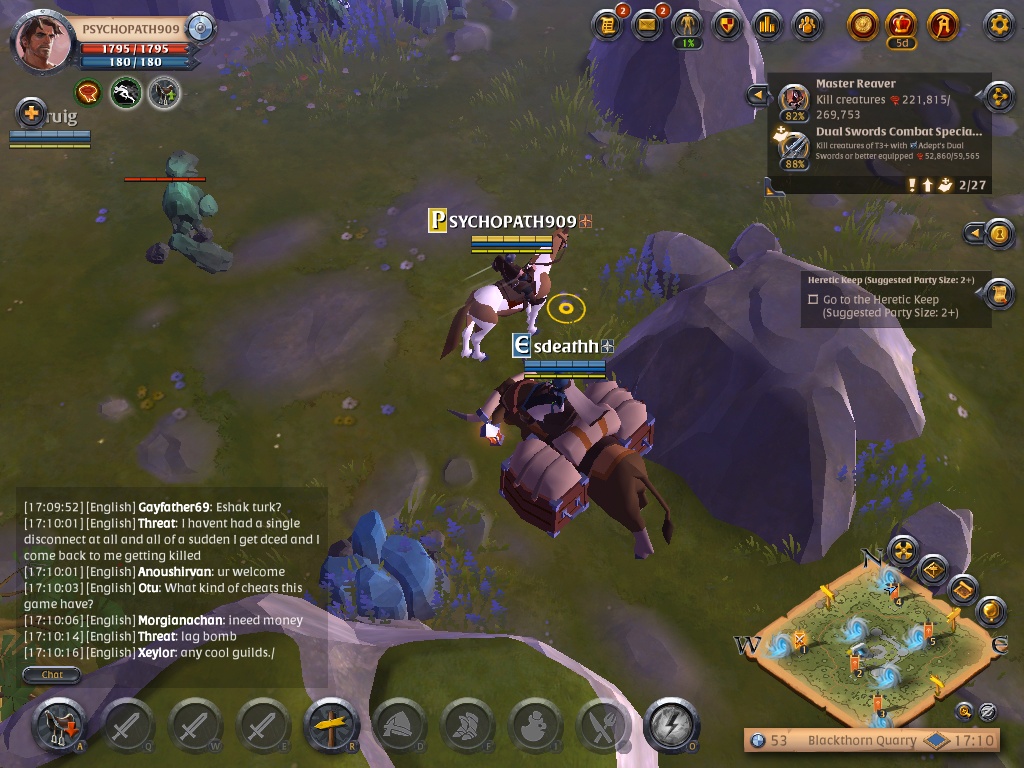 PSYCHOPATH909
1795 / 1795
180 / 180
ruig
2
2
1%
5d
Master Reaver
Kill creatures 221,815/
269,753
82%
Dual Swords Combat Specia...
Kill creatures of T3+ with Adept's Dual
Swords or better equipped 52,860/59,565
88%
2/27
PSYCHOPATH909
Heretic Keep (Suggested Party Size: 2+)
Go to the Heretic Keep
(Suggested Party Size: 2+)
Esdeathh
[17:09:52] [English] Gayfather69: Eshak turk?
[17:10:01] [English] Threat: I havent had a single
disconnect at all and all of a sudden I get dced and I
come back to me getting killed
[17:10:01] [English] Anoushirvan: ur welcome
[17:10:03] [English] Otu: What kind of cheats this
game have?
[17:10:06] [English] Morgianachan: ineed money
[17:10:14] [English] Threat: lag bomb
[17:10:16] [English] Xeylor: any cool guilds./
Chat
N
W
E
4
1
5
2
3
A
Q
W
E
R
D
F
I
O
53 Blackthorn Quarry 17:10